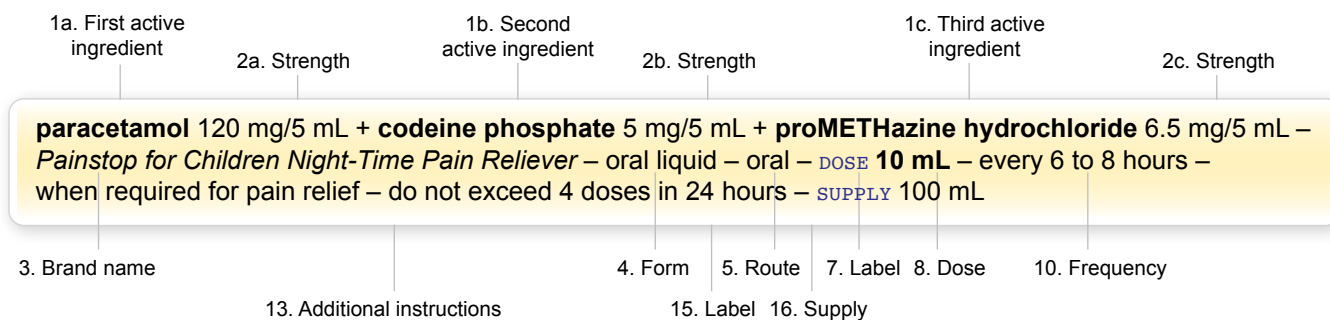 1a. First active
ingredient
2a. Strength
1b. Second
active ingredient
2b. Strength
1c. Third active
ingredient
2c. Strength
paracetamol 120 mg/5 mL + codeine phosphate 5 mg/5 mL + proMETHazine hydrochloride 6.5 mg/5 mL –
Painstop for Children Night-Time Pain Reliever – oral liquid – oral – DOSE 10 mL – every 6 to 8 hours –
when required for pain relief – do not exceed 4 doses in 24 hours – SUPPLY 100 mL
3. Brand name
4. Form
5. Route
7. Label
8. Dose
10. Frequency
13. Additional instructions
15. Label
16. Supply